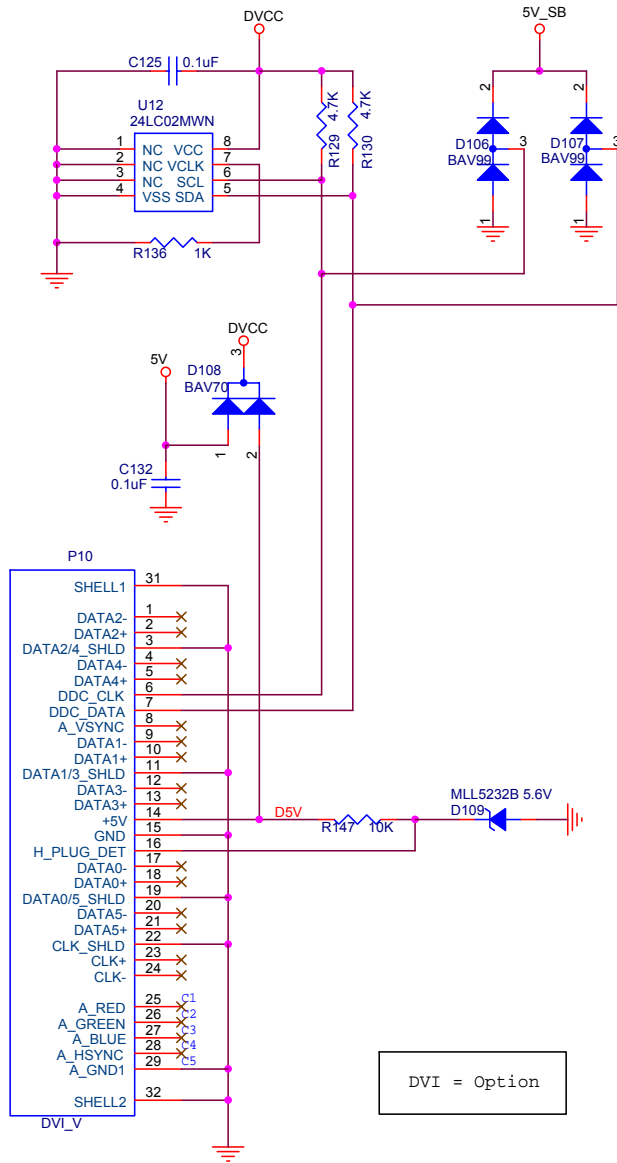 DVCC
5V_SB
C125
0.1uF
U12
24LC02MWN
1 NC VCC 8
2 NC VCLK 7
3 NC SCL 6
4 VSS SDA 5
R129 4.7K
R130 4.7K
R136 1K
2
D106
BAV99
3
1
2
D107
BAV99
3
1
DVCC
3
5V
D108
BAV70
1
2
C132
0.1uF
P10
SHELL1 31
DATA2- 1
DATA2+ 2
DATA2/4_SHLD 3
DATA4- 4
DATA4+ 5
DDC_CLK 6
DDC_DATA 7
A_VSYNC 8
DATA1- 9
DATA1+ 10
DATA1/3_SHLD 11
DATA3- 12
DATA3+ 13
+5V 14
GND 15
H_PLUG_DET 16
DATA0- 17
DATA0+ 18
DATA0/5_SHLD 19
DATA5- 20
DATA5+ 21
CLK_SHLD 22
CLK+ 23
CLK- 24
A_RED 25 C1
A_GREEN 26 C2
A_BLUE 27 C3
A_HSYNC 28 C4
A_GND1 29 C5
SHELL2 32
DVI_V
D5V
R147 10K
MLL5232B 5.6V
D109
DVI = Option